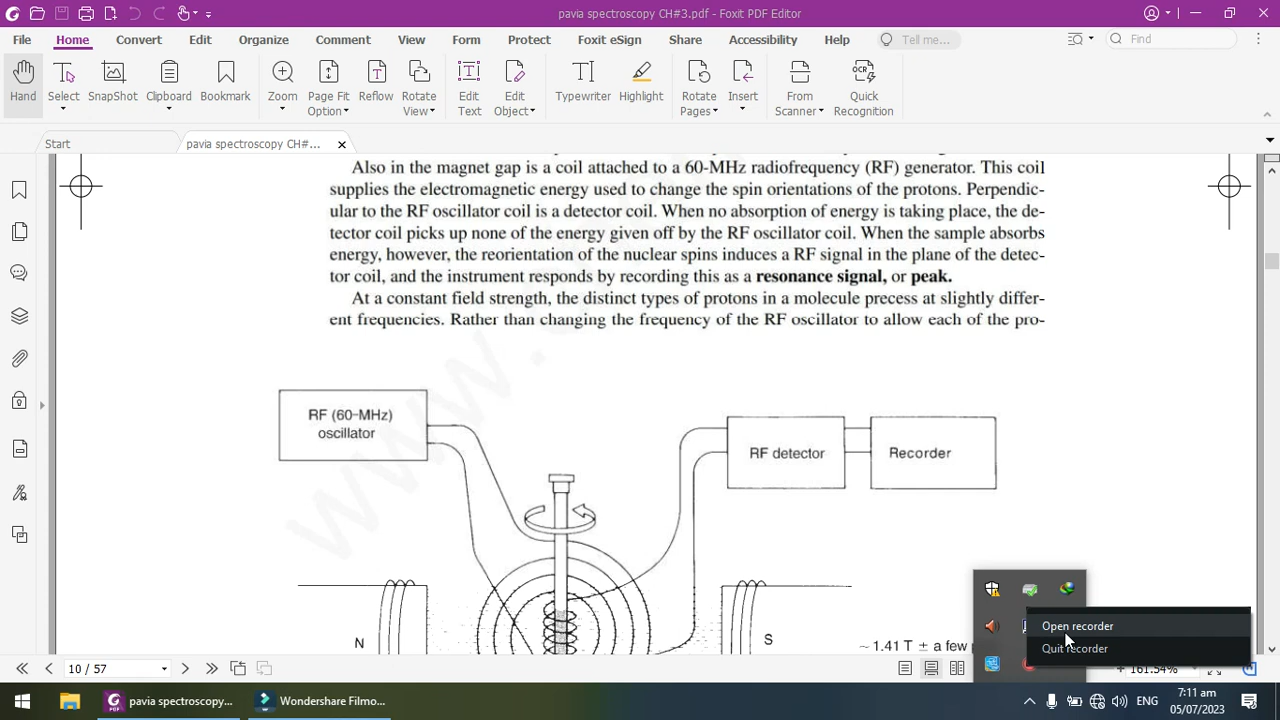 pavia spectroscopy CH#3.pdf - Foxit PDF Editor
File Home Convert Edit Organize Comment View Form Protect Foxit eSign Share Accessibility Help Tell me... Find
Hand Select SnapShot Clipboard Bookmark Zoom Page Fit Option Reflow Rotate View Edit Text Edit Object Typewriter Highlight Rotate Pages Insert From Scanner OCR Quick Recognition
Start pavia spectroscopy CH#...
Also in the magnet gap is a coil attached to a 60-MHz radiofrequency (RF) generator. This coil
supplies the electromagnetic energy used to change the spin orientations of the protons. Perpendic-
ular to the RF oscillator coil is a detector coil. When no absorption of energy is taking place, the de-
tector coil picks up none of the energy given off by the RF oscillator coil. When the sample absorbs
energy, however, the reorientation of the nuclear spins induces a RF signal in the plane of the detec-
tor coil, and the instrument responds by recording this as a resonance signal, or peak.
At a constant field strength, the distinct types of protons in a molecule precess at slightly differ-
ent frequencies. Rather than changing the frequency of the RF oscillator to allow each of the pro-
RF (60-MHz)
oscillator
RF detector
Recorder
N
S
~ 1.41 T ± a few p
www.
Open recorder
Quit recorder
10 / 57
161.54%
pavia spectroscopy...
Wondershare Filmo...
ENG
7:11 am
05/07/2023